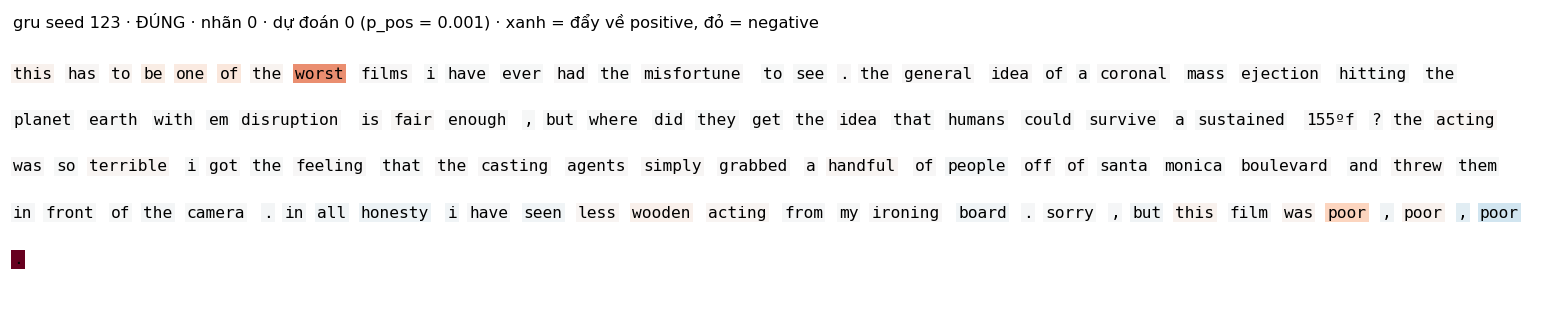 gru seed 123 · ĐÚNG · nhãn 0 · dự đoán 0 (p_pos = 0.001) · xanh = đẩy về positive, đỏ = negative
this has to be one of the worst films i have ever had the misfortune to see . the general idea of a coronal mass ejection hitting the
planet earth with em disruption is fair enough , but where did they get the idea that humans could survive a sustained 155ºf ? the acting
was so terrible i got the feeling that the casting agents simply grabbed a handful of people off of santa monica boulevard and threw them
in front of the camera . in all honesty i have seen less wooden acting from my ironing board . sorry , but this film was poor , poor , poor
.